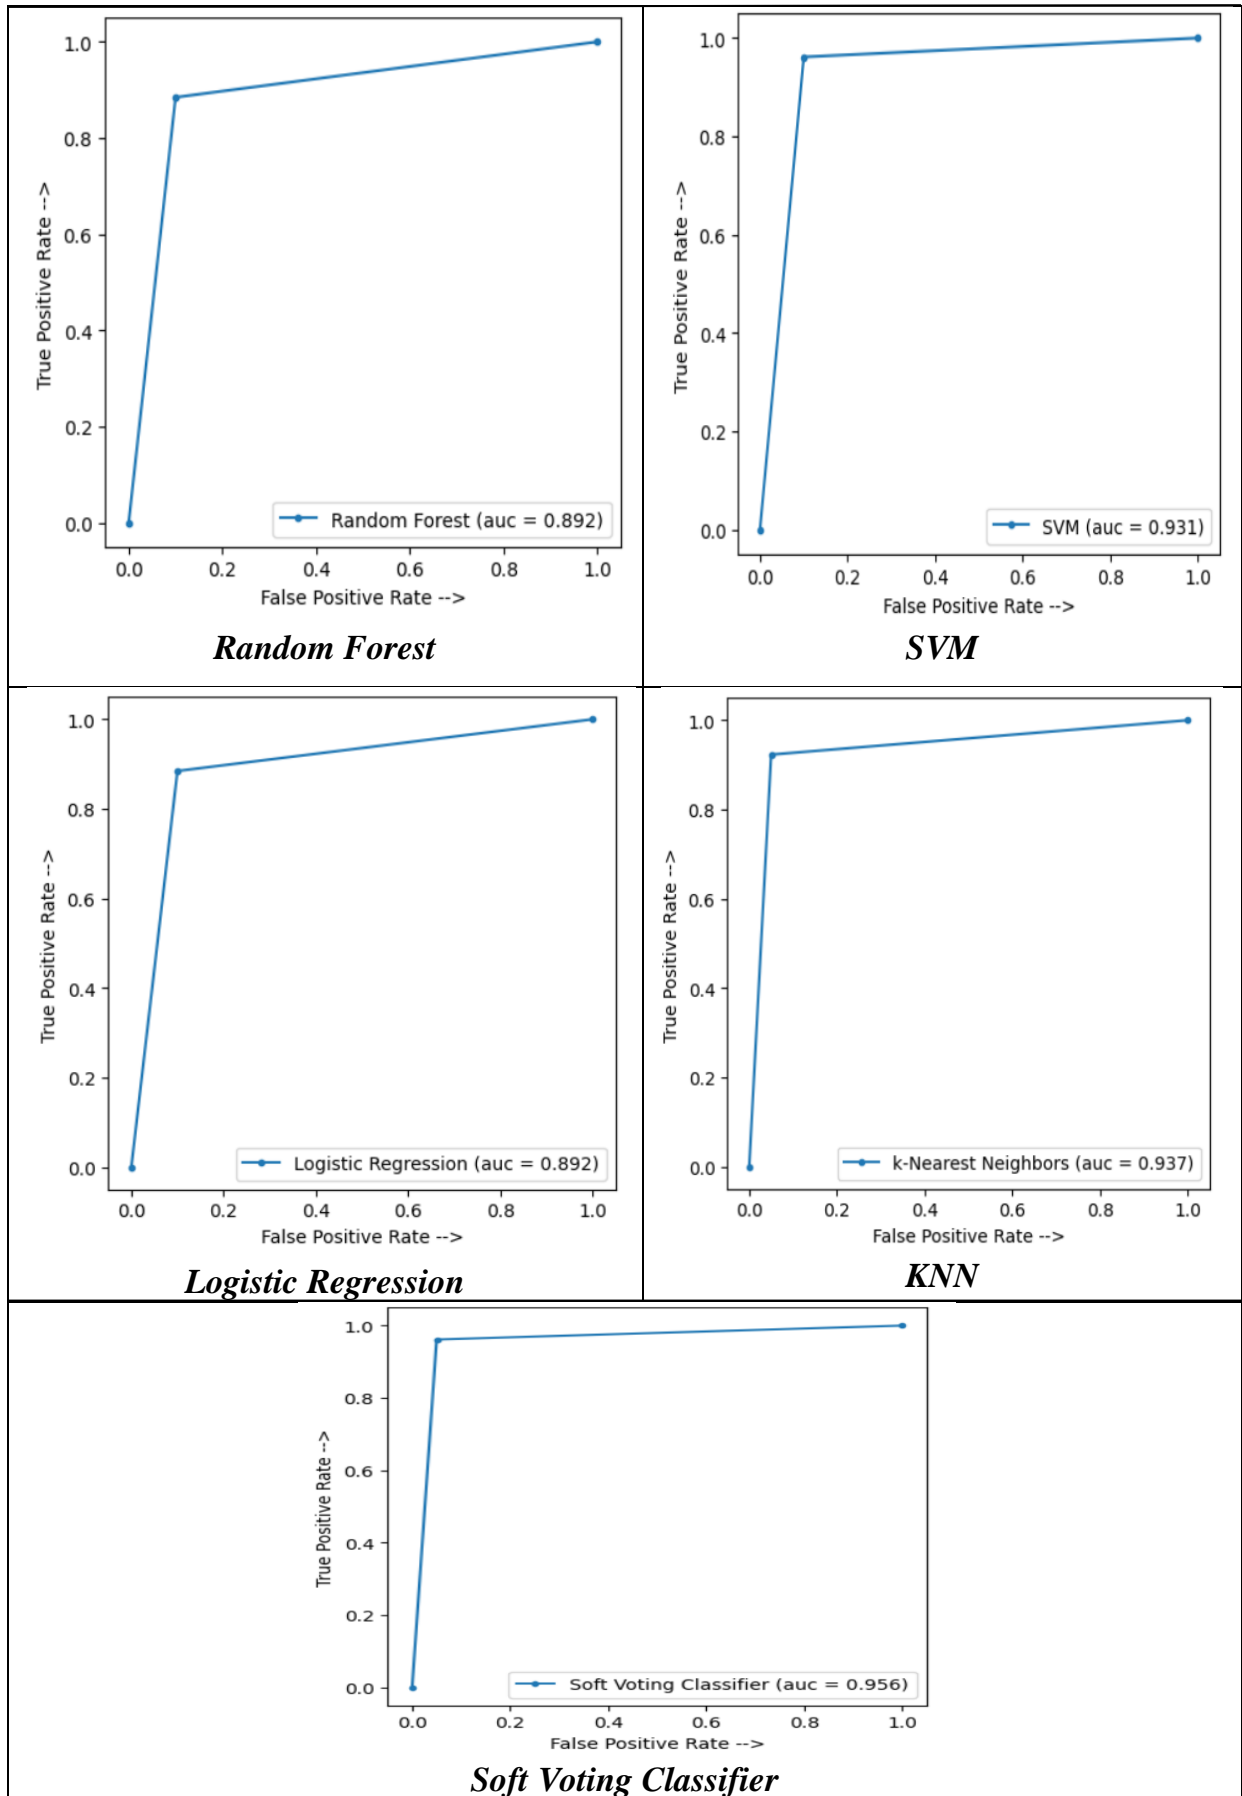 1.0
0.8
0.6
0.4
0.2
0.0
True Positive Rate -->
Random Forest (auc = 0.892)
0.0 0.2 0.4 0.6 0.8 1.0
False Positive Rate -->
Random Forest
1.0
0.8
0.6
0.4
0.2
0.0
True Positive Rate -->
SVM (auc = 0.931)
0.0 0.2 0.4 0.6 0.8 1.0
False Positive Rate -->
SVM
1.0
0.8
0.6
0.4
0.2
0.0
True Positive Rate -->
Logistic Regression (auc = 0.892)
0.0 0.2 0.4 0.6 0.8 1.0
False Positive Rate -->
Logistic Regression
1.0
0.8
0.6
0.4
0.2
0.0
True Positive Rate -->
k-Nearest Neighbors (auc = 0.937)
0.0 0.2 0.4 0.6 0.8 1.0
False Positive Rate -->
KNN
1.0
0.8
0.6
0.4
0.2
0.0
True Positive Rate -->
Soft Voting Classifier (auc = 0.956)
0.0 0.2 0.4 0.6 0.8 1.0
False Positive Rate -->
Soft Voting Classifier